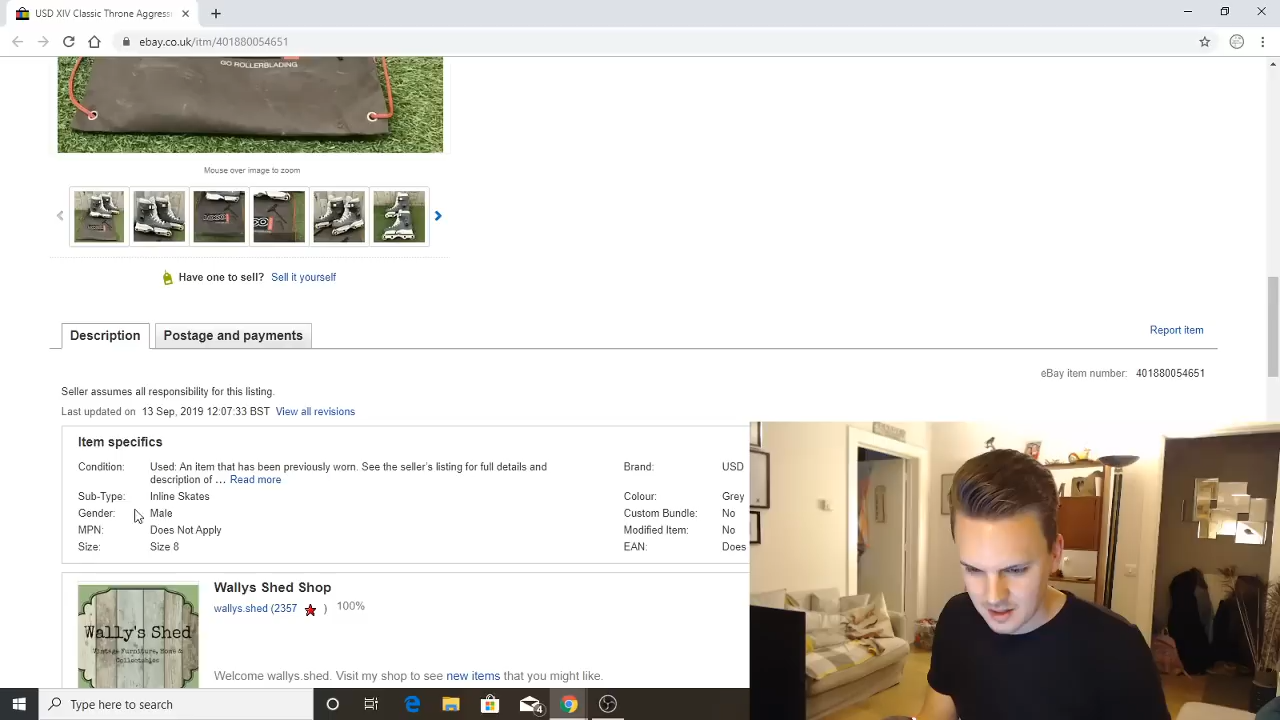 USD XIV Classic Throne Aggress
ebay.co.uk/itm/401880054651
GO ROLLERBLADING
Mouse over image to zoom
Have one to sell? Sell it yourself
Description
Postage and payments
Report item
eBay item number: 401880054651
Seller assumes all responsibility for this listing.
Last updated on 13 Sep, 2019 12:07:33 BST View all revisions
Item specifics
Condition: Used: An item that has been previously worn. See the seller's listing for full details and
description of ... Read more
Brand: USD
Sub-Type: Inline Skates
Colour: Grey
Gender: Male
Custom Bundle: No
MPN: Does Not Apply
Modified Item: No
Size: Size 8
EAN: Does
Wallys Shed Shop
wallys.shed (2357 ) 100%
Wally's Shed
Vintage Furniture, Home &
Collectables
Welcome wallys.shed. Visit my shop to see new items that you might like.
Type here to search
4